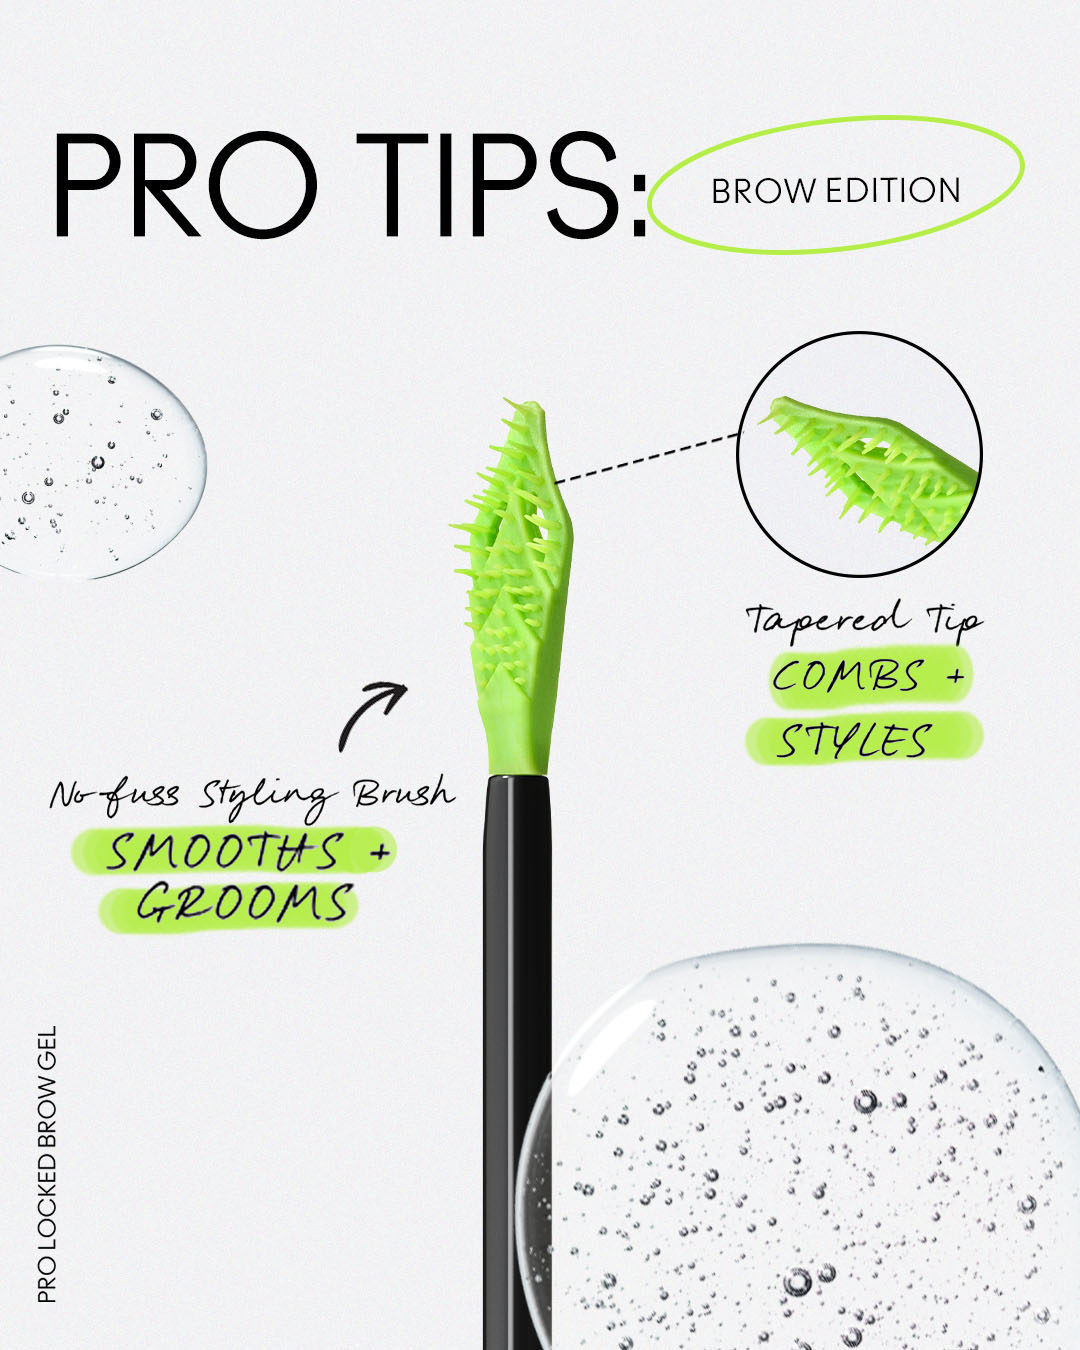 PRO TIPS: BROW EDITION
Tapered Tip
COMBS +
STYLES
No-fuss Styling Brush
SMOOTHS +
GROOMS
PRO LOCKED BROW GEL